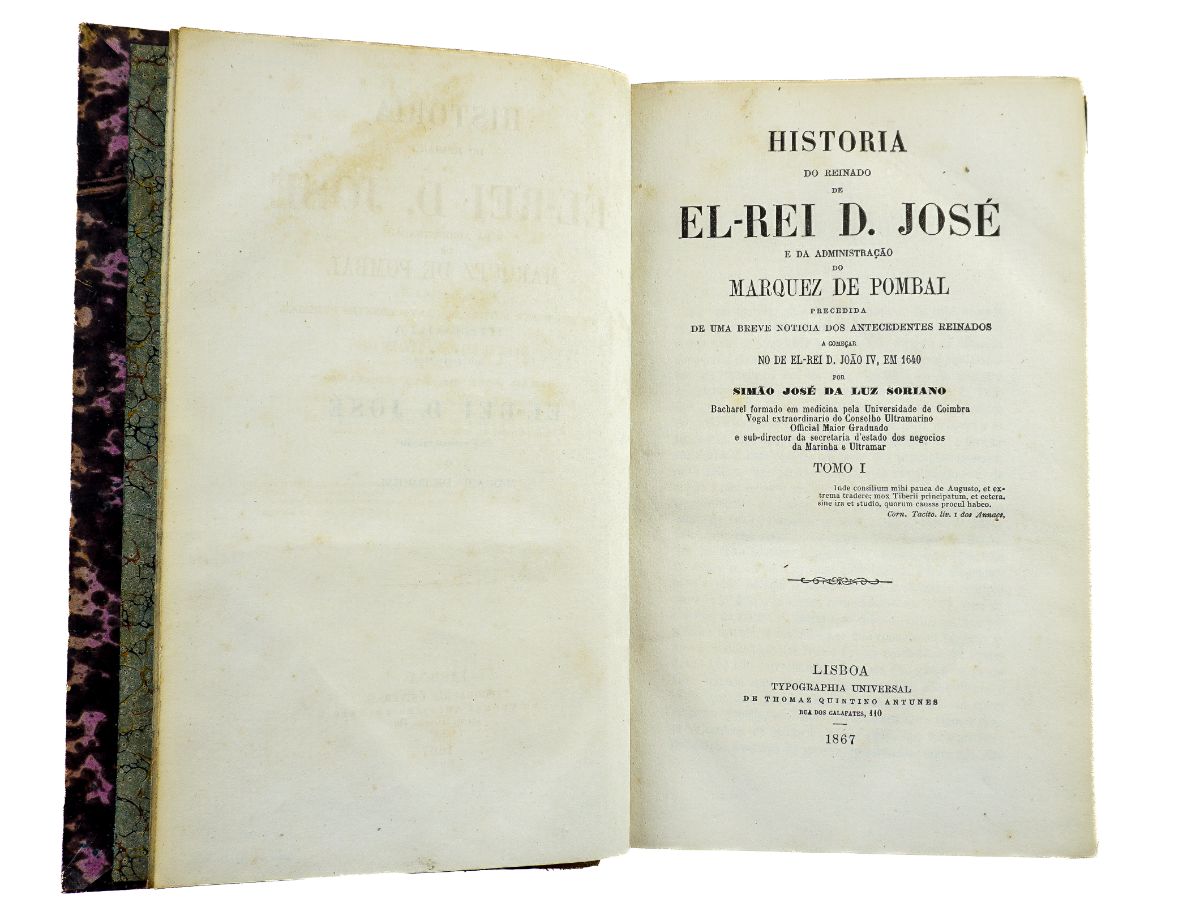 HISTORIA
DO REINADO
DE
EL-REI D. JOSÉ
E DA ADMINISTRAÇÃO
DO
MARQUEZ DE POMBAL
PRECEDIDA
DE UMA BREVE NOTICIA DOS ANTECEDENTES REINADOS
A COMEÇAR
NO DE EL-REI D. JOÃO IV, EM 1640
POR
SIMÃO JOSÉ DA LUZ SORIANO
Bacharel formado em medicina pela Universidade de Coimbra
Vogal extraordinario do Conselho Ultramarino
Official Maior Graduado
e sub-director da secretaria d'estado dos negocios
da Marinha e Ultramar
TOMO I
Inde consilium mihi pauca de Augusto, et ex-
trema tradere; mox Tiberii principatum, et cetera,
sine ira et studio, quorum causas procul habeo.
Corn. Tacito. liv. I dos Annaes.
LISBOA
TYPOGRAPHIA UNIVERSAL
DE THOMAZ QUINTINO ANTUNES
RUA DOS CALAFATES, 110
1867